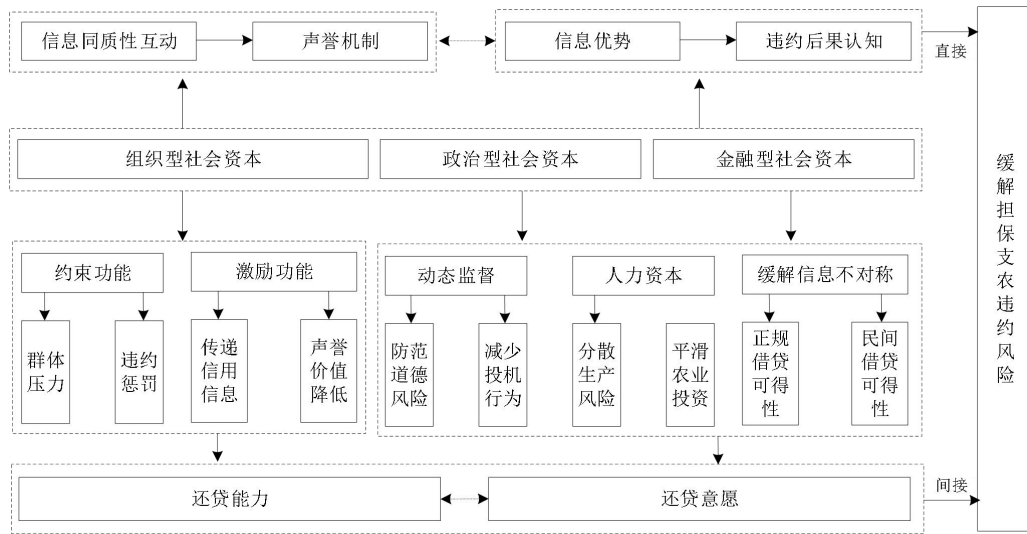 信息同质性互动
声誉机制
信息优势
违约后果认知
直接
组织型社会资本
政治型社会资本
金融型社会资本
约束功能
激励功能
动态监督
人力资本
缓解信息不对称
群体
压力
违约
惩罚
传递
信用
信息
声誉
价值
降低
防范
道德
风险
减少
投机
行为
分散
生产
风险
平滑
农业
投资
正规
借贷
可得
性
民间
借贷
可得
性
还贷能力
还贷意愿
间接
缓解担保支农违约风险